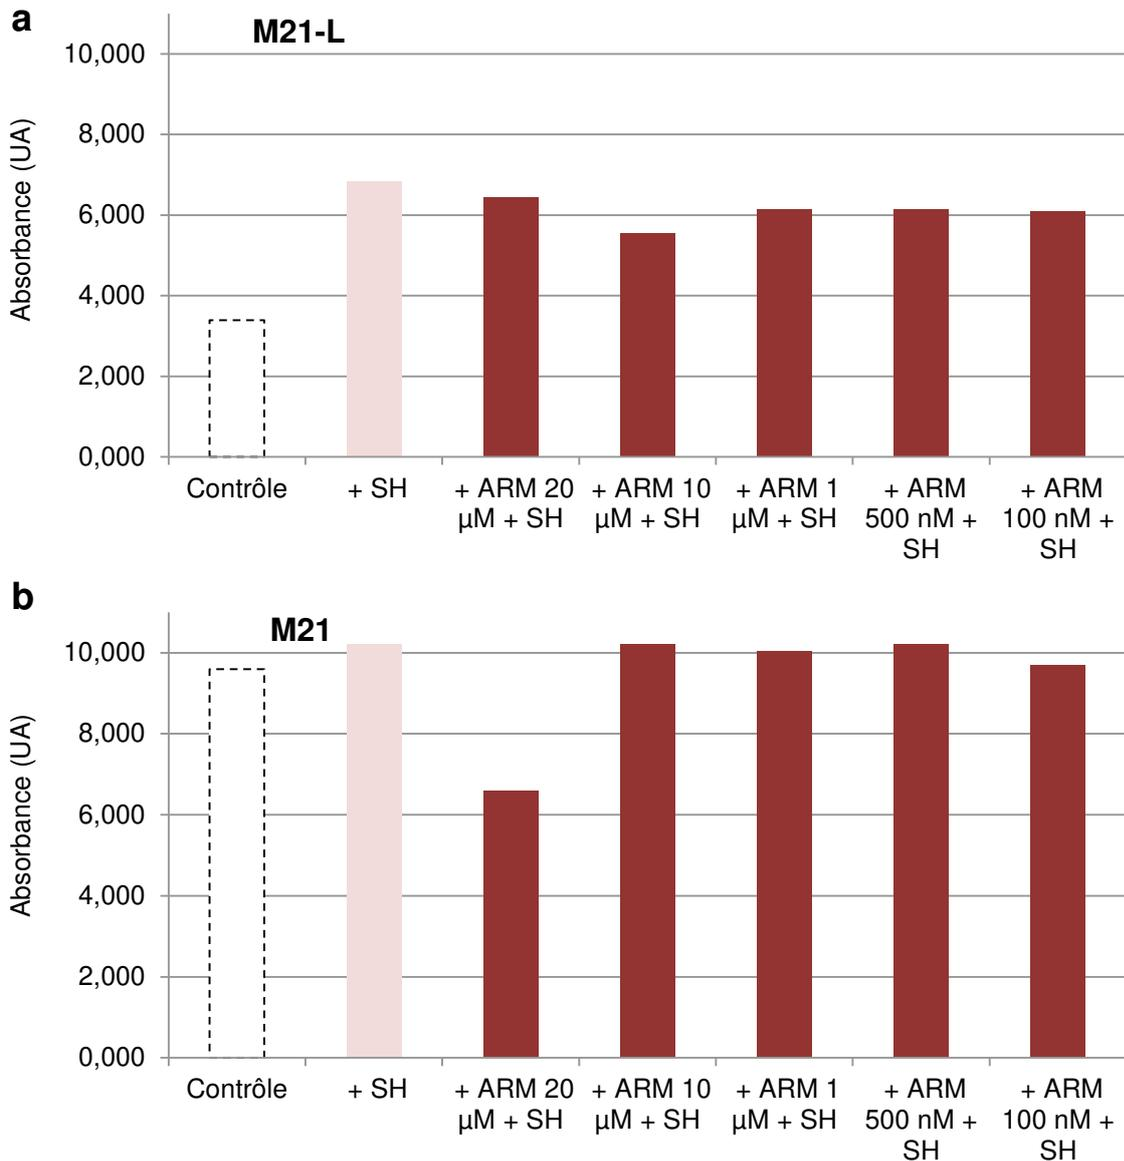 a
M21-L
Absorbance (UA)
10,000
8,000
6,000
4,000
2,000
0,000
Contrôle
+ SH
+ ARM 20
µM + SH
+ ARM 10
µM + SH
+ ARM 1
µM + SH
+ ARM
500 nM +
SH
+ ARM
100 nM +
SH
b
M21
Absorbance (UA)
10,000
8,000
6,000
4,000
2,000
0,000
Contrôle
+ SH
+ ARM 20
µM + SH
+ ARM 10
µM + SH
+ ARM 1
µM + SH
+ ARM
500 nM +
SH
+ ARM
100 nM +
SH